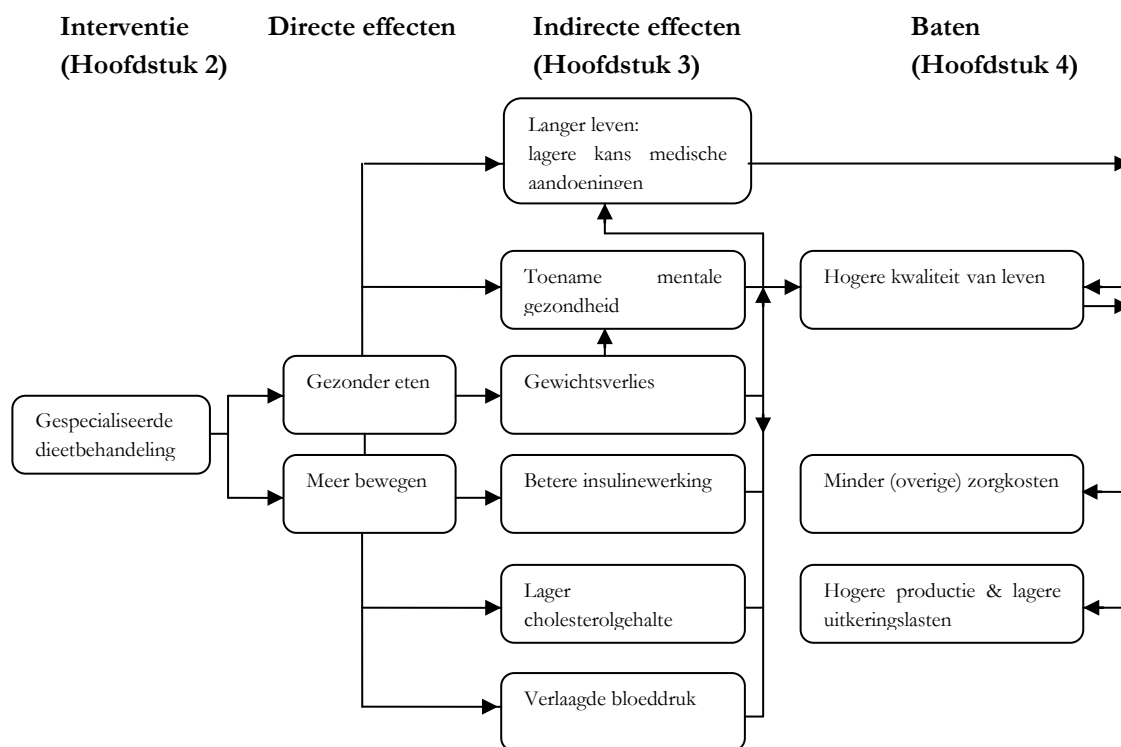 Interventie
(Hoofdstuk 2)
Directe effecten
Indirecte effecten
(Hoofdstuk 3)
Baten
(Hoofdstuk 4)
Langer leven:
lagere kans medische
aandoeningen
Toename mentale
gezondheid
Hogere kwaliteit van leven
Gezonder eten
Gewichtsverlies
Gespecialiseerde
dieetbehandeling
Meer bewegen
Betere insulinewerking
Minder (overige) zorgkosten
Lager
cholesterolgehalte
Hogere productie & lagere
uitkeringslasten
Verlaagde bloeddruk